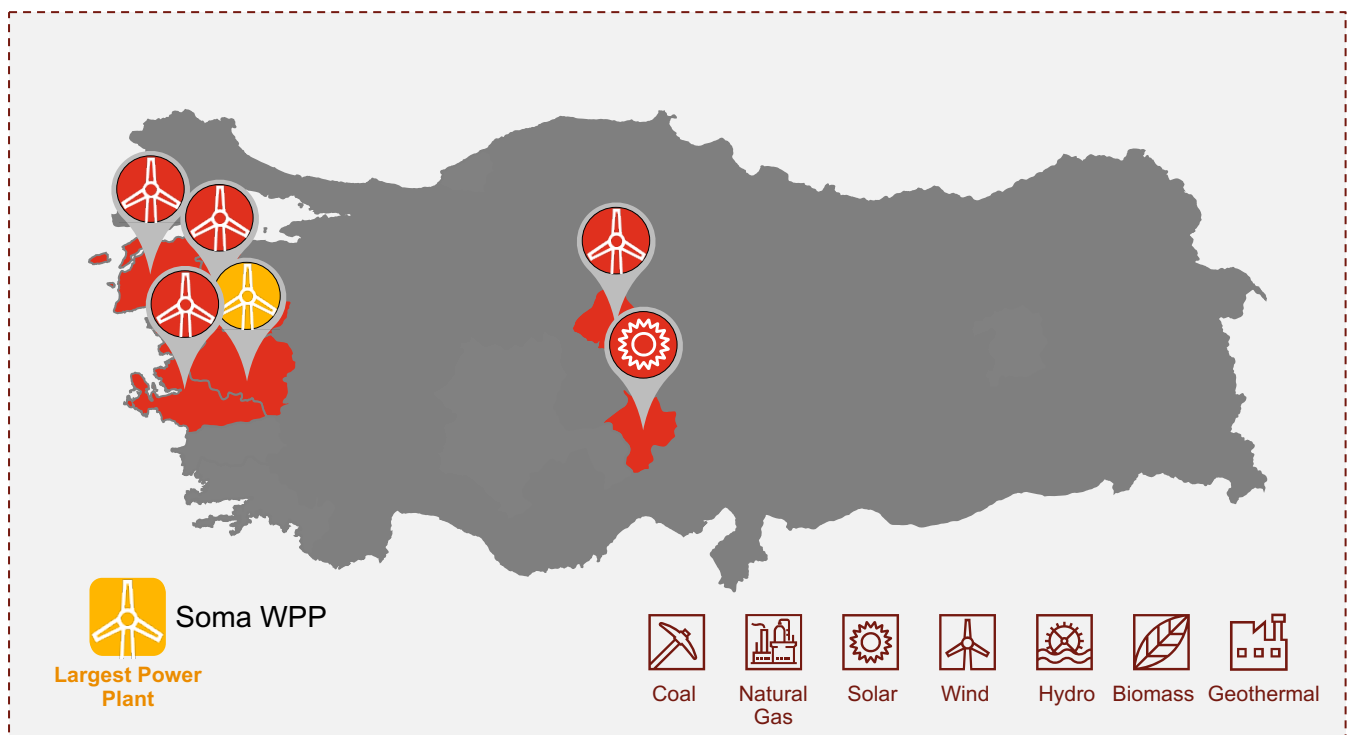 Soma WPP
Largest Power
Plant
Coal
Natural
Gas
Solar
Wind
Hydro
Biomass
Geothermal